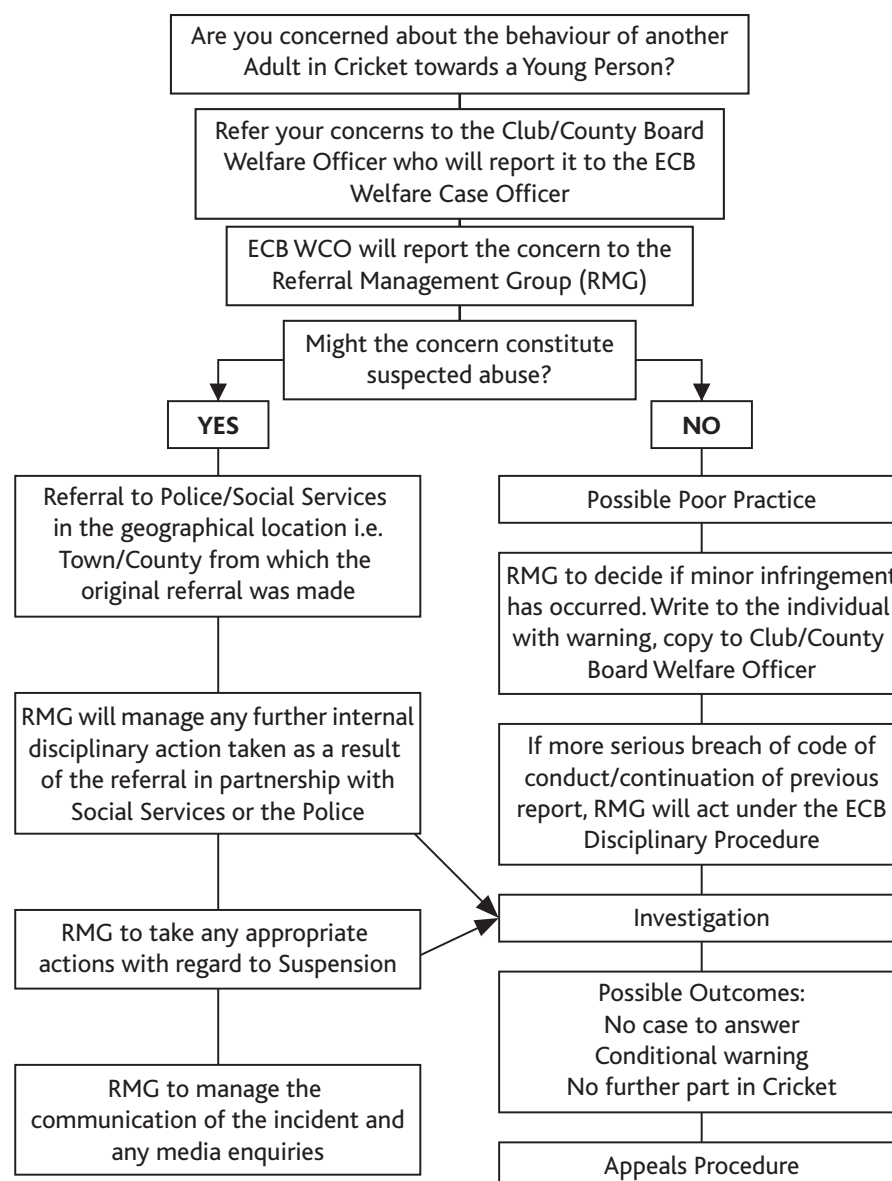 Are you concerned about the behaviour of another
Adult in Cricket towards a Young Person?
Refer your concerns to the Club/County Board
Welfare Officer who will report it to the ECB
Welfare Case Officer
ECB WCO will report the concern to the
Referral Management Group (RMG)
Might the concern constitute
suspected abuse?
YES
Referral to Police/Social Services
in the geographical location i.e.
Town/County from which the
original referral was made
RMG will manage any further internal
disciplinary action taken as a result
of the referral in partnership with
Social Services or the Police
RMG to take any appropriate
actions with regard to Suspension
RMG to manage the
communication of the incident and
any media enquiries
NO
Possible Poor Practice
RMG to decide if minor infringement
has occurred. Write to the individual
with warning, copy to Club/County
Board Welfare Officer
If more serious breach of code of
conduct/continuation of previous
report, RMG will act under the ECB
Disciplinary Procedure
Investigation
Possible Outcomes:
No case to answer
Conditional warning
No further part in Cricket
Appeals Procedure